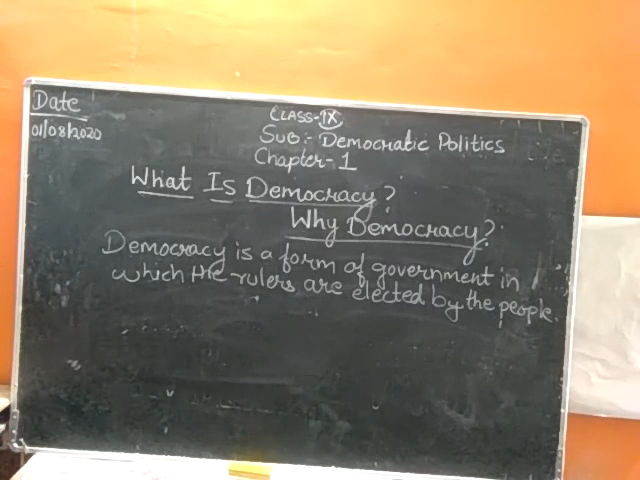 Date
01/08/2020
CLASS-IX
SUB:- Democratic Politics
Chapter-1
What Is Democracy?
Why Democracy?
Democracy is a form of government in
which the rulers are elected by the people.